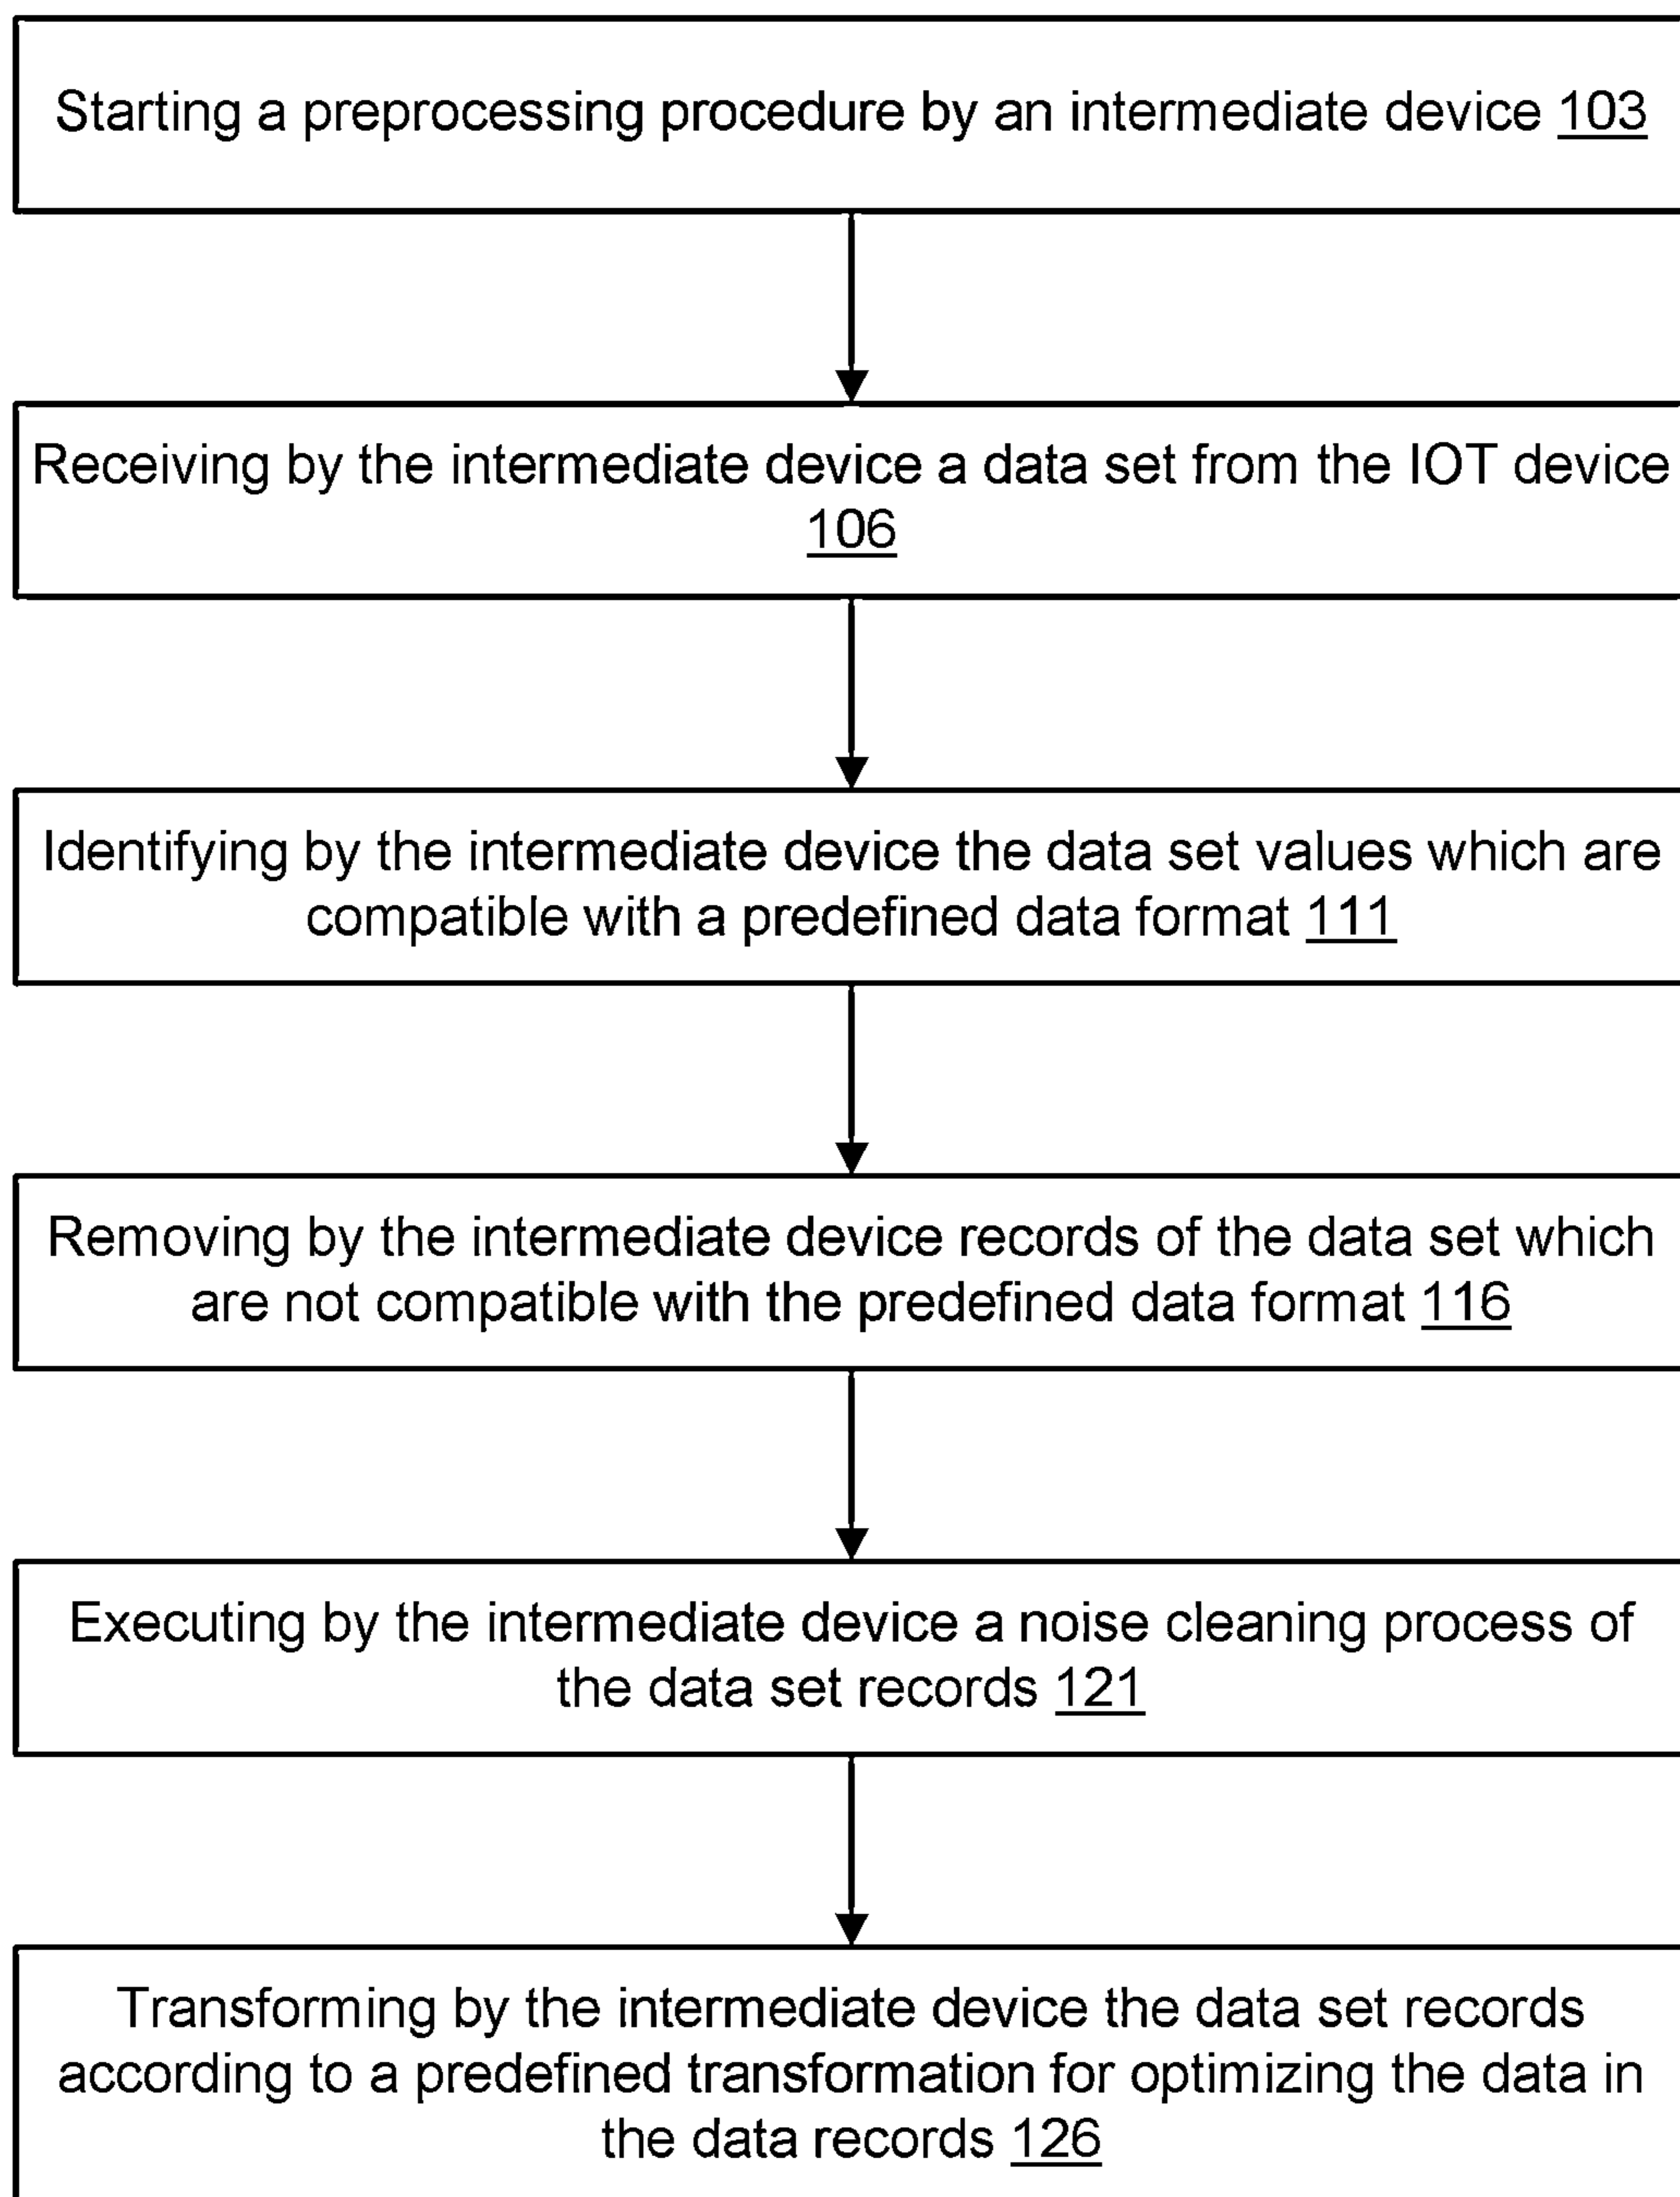 Starting a preprocessing procedure by an intermediate device 103
Receiving by the intermediate device a data set from the IOT device
106
Identifying by the intermediate device the data set values which are
compatible with a predefined data format 111
Removing by the intermediate device records of the data set which
are not compatible with the predefined data format 116
Executing by the intermediate device a noise cleaning process of
the data set records 121
Transforming by the intermediate device the data set records
according to a predefined transformation for optimizing the data in
the data records 126